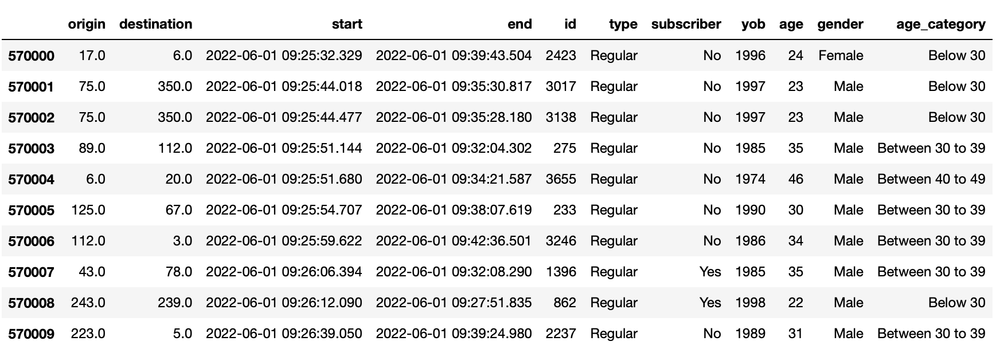 origin destination start end id type subscriber yob age gender age_category
570000 17.0 6.0 2022-06-01 09:25:32.329 2022-06-01 09:39:43.504 2423 Regular No 1996 24 Female Below 30
570001 75.0 350.0 2022-06-01 09:25:44.018 2022-06-01 09:35:30.817 3017 Regular No 1997 23 Male Below 30
570002 75.0 350.0 2022-06-01 09:25:44.477 2022-06-01 09:35:28.180 3138 Regular No 1997 23 Male Below 30
570003 89.0 112.0 2022-06-01 09:25:51.144 2022-06-01 09:32:04.302 275 Regular No 1985 35 Male Between 30 to 39
570004 6.0 20.0 2022-06-01 09:25:51.680 2022-06-01 09:34:21.587 3655 Regular No 1974 46 Male Between 40 to 49
570005 125.0 67.0 2022-06-01 09:25:54.707 2022-06-01 09:38:07.619 233 Regular No 1990 30 Male Between 30 to 39
570006 112.0 3.0 2022-06-01 09:25:59.622 2022-06-01 09:42:36.501 3246 Regular No 1986 34 Male Between 30 to 39
570007 43.0 78.0 2022-06-01 09:26:06.394 2022-06-01 09:32:08.290 1396 Regular Yes 1985 35 Male Between 30 to 39
570008 243.0 239.0 2022-06-01 09:26:12.090 2022-06-01 09:27:51.835 862 Regular Yes 1998 22 Male Below 30
570009 223.0 5.0 2022-06-01 09:26:39.050 2022-06-01 09:39:24.980 2237 Regular No 1989 31 Male Between 30 to 39